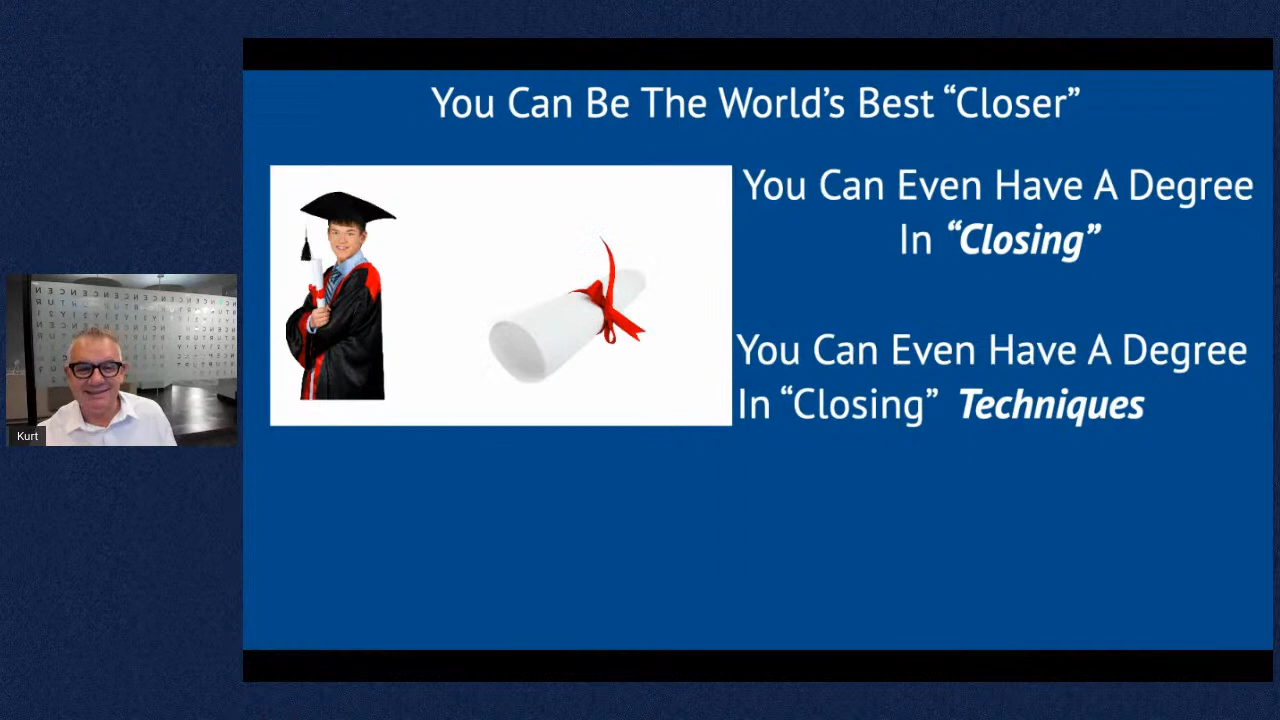 You Can Be The World’s Best “Closer”
You Can Even Have A Degree
In “Closing”
You Can Even Have A Degree
In “Closing” Techniques
Kurt